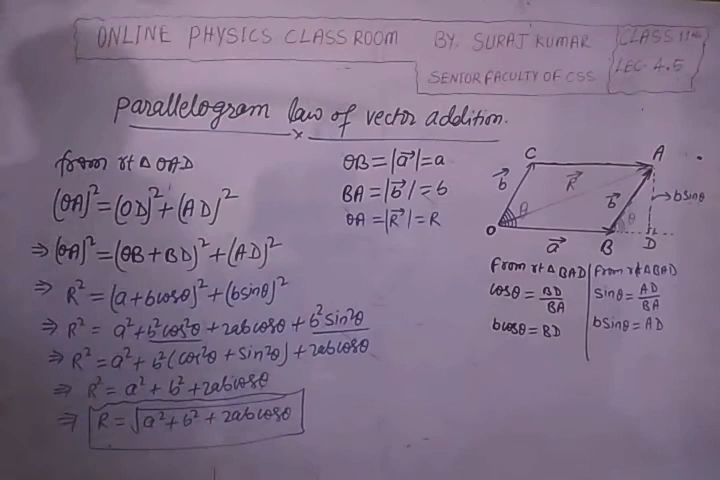 ONLINE PHYSICS CLASSROOM BY. SURAJ KUMAR
SENIOR FACULTY OF CSS
CLASS 11th
LEC-4.5
Parallelogram law of vector addition.
from rt △ OAD
(OA)² = (OD)² + (AD)²
⇒ (OA)² = (OB + BD)² + (AD)²
⇒ R² = (a + bcosθ)² + (bsinθ)²
⇒ R² = a² + b²cos²θ + 2abcosθ + b²sin²θ
⇒ R² = a² + b²(cos²θ + sin²θ) + 2abcosθ
⇒ R² = a² + b² + 2abcosθ
⇒ R = √a² + b² + 2abcosθ
OB = |a⃗| = a
BA = |b⃗| = b
OA = |R⃗| = R
C A
b⃗ R⃗ b⃗ → bsinθ
O θ θ
a⃗ B D
From rt △ BAD
cosθ = BD/BA
bcosθ = BD
From rt △ BAD
sinθ = AD/BA
bsinθ = AD